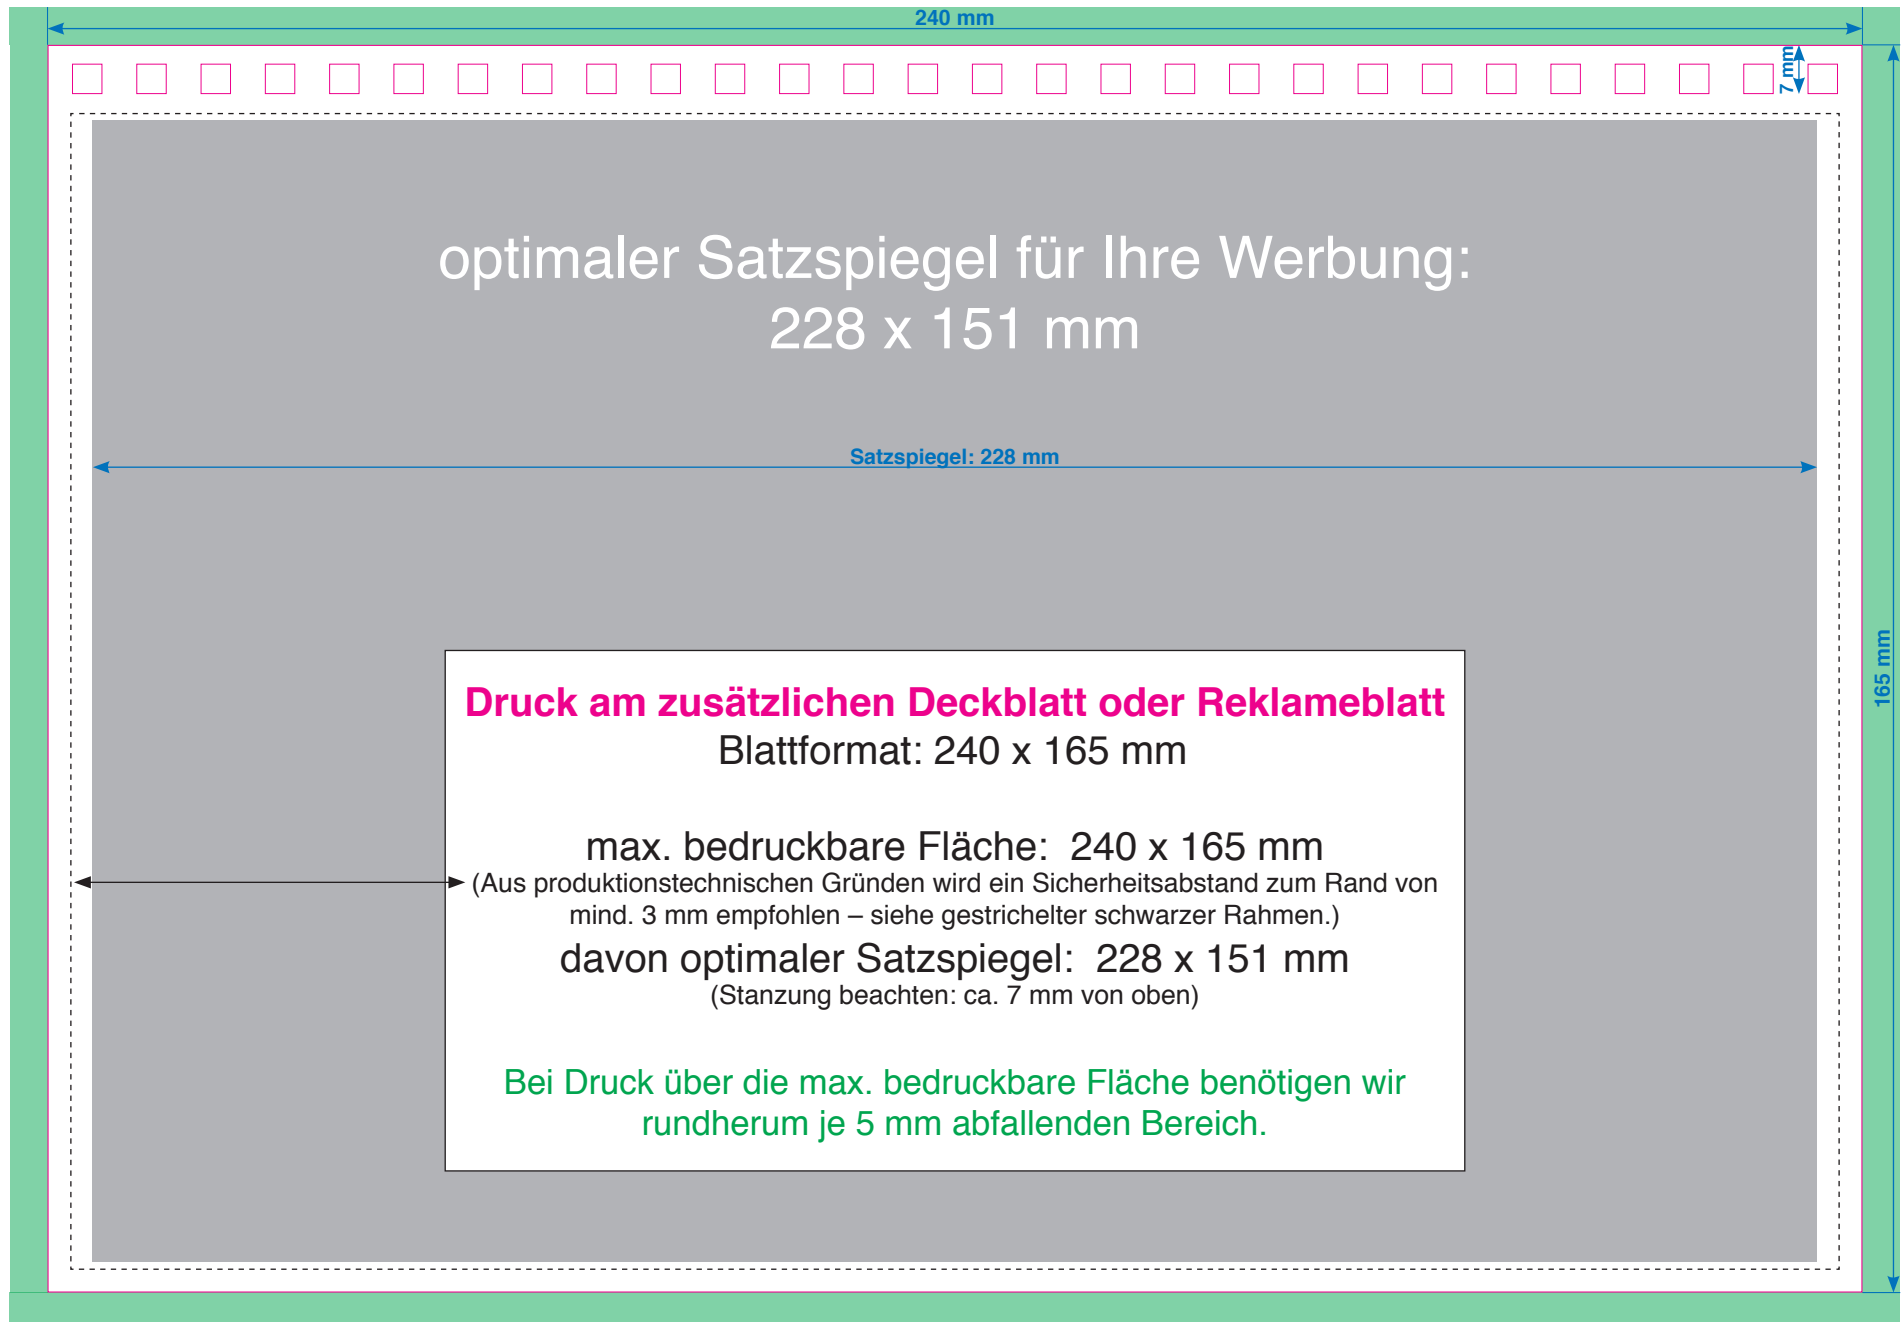 240 mm
7 mm
optimaler Satzspiegel für Ihre Werbung:
228 x 151 mm
Satzspiegel: 228 mm
165 mm
Druck am zusätzlichen Deckblatt oder Reklameblatt
Blattformat: 240 x 165 mm
max. bedruckbare Fläche:  240 x 165 mm
(Aus produktionstechnischen Gründen wird ein Sicherheitsabstand zum Rand von
mind. 3 mm empfohlen – siehe gestrichelter schwarzer Rahmen.)
davon optimaler Satzspiegel:  228 x 151 mm
(Stanzung beachten: ca. 7 mm von oben)
Bei Druck über die max. bedruckbare Fläche benötigen wir
rundherum je 5 mm abfallenden Bereich.